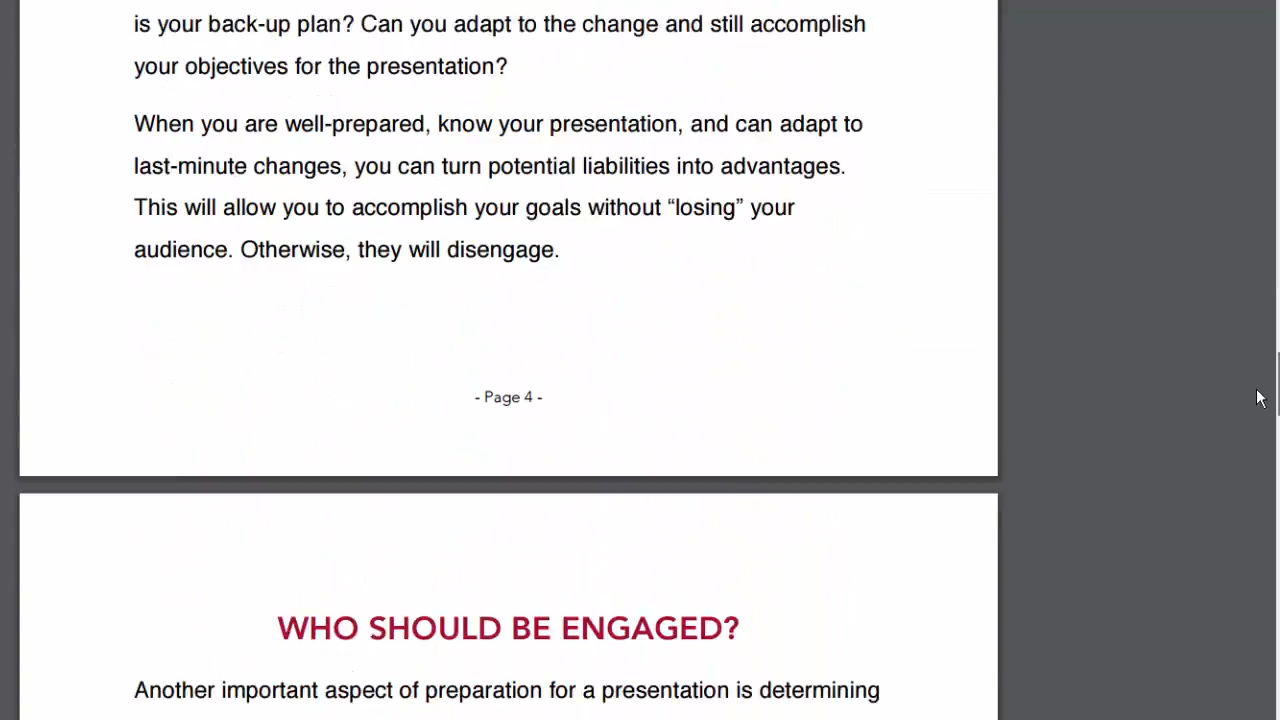 is your back-up plan? Can you adapt to the change and still accomplish
your objectives for the presentation?
When you are well-prepared, know your presentation, and can adapt to
last-minute changes, you can turn potential liabilities into advantages.
This will allow you to accomplish your goals without “losing” your
audience. Otherwise, they will disengage.
- Page 4 -
WHO SHOULD BE ENGAGED?
Another important aspect of preparation for a presentation is determining